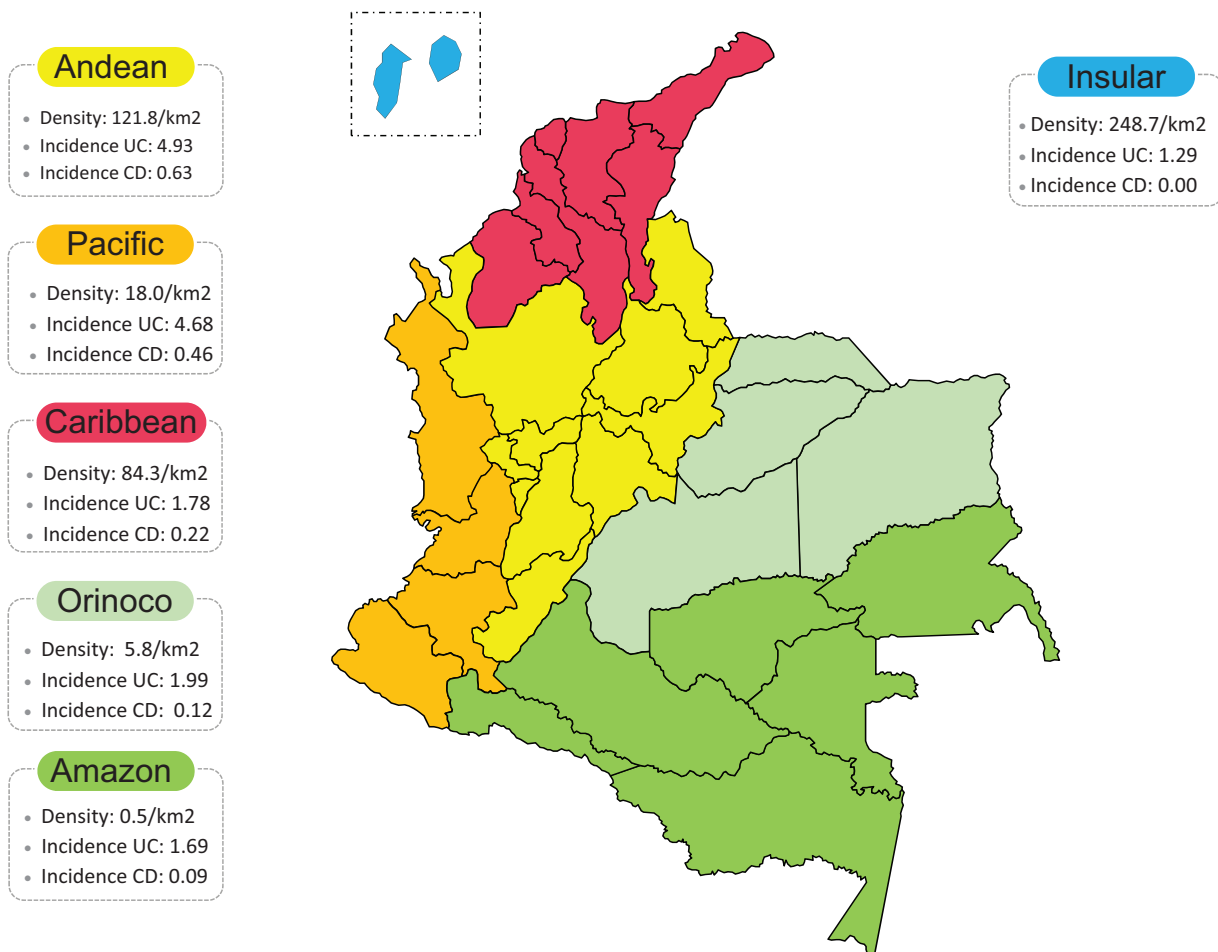 Andean
• Density: 121.8/km2
• Incidence UC: 4.93
• Incidence CD: 0.63
Pacific
• Density: 18.0/km2
• Incidence UC: 4.68
• Incidence CD: 0.46
Caribbean
• Density: 84.3/km2
• Incidence UC: 1.78
• Incidence CD: 0.22
Orinoco
• Density: 5.8/km2
• Incidence UC: 1.99
• Incidence CD: 0.12
Amazon
• Density: 0.5/km2
• Incidence UC: 1.69
• Incidence CD: 0.09
Insular
• Density: 248.7/km2
• Incidence UC: 1.29
• Incidence CD: 0.00